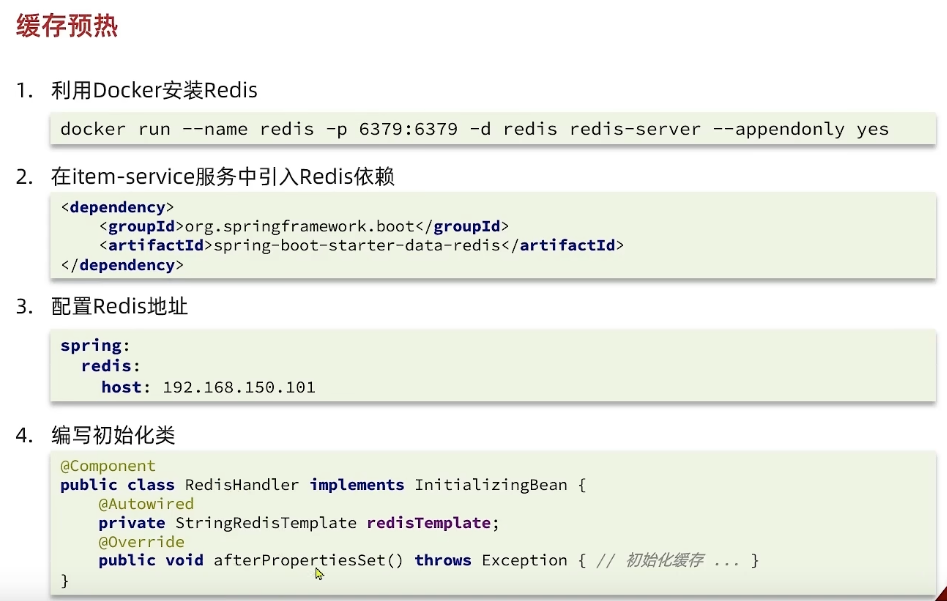 缓存预热
1. 利用Docker安装Redis
docker run --name redis -p 6379:6379 -d redis redis-server --appendonly yes
2. 在item-service服务中引入Redis依赖
<dependency>
    <groupId>org.springframework.boot</groupId>
    <artifactId>spring-boot-starter-data-redis</artifactId>
</dependency>
3. 配置Redis地址
spring:
  redis:
    host: 192.168.150.101
4. 编写初始化类
@Component
public class RedisHandler implements InitializingBean {
    @Autowired
    private StringRedisTemplate redisTemplate;
    @Override
    public void afterPropertiesSet() throws Exception { // 初始化缓存 ... }
}